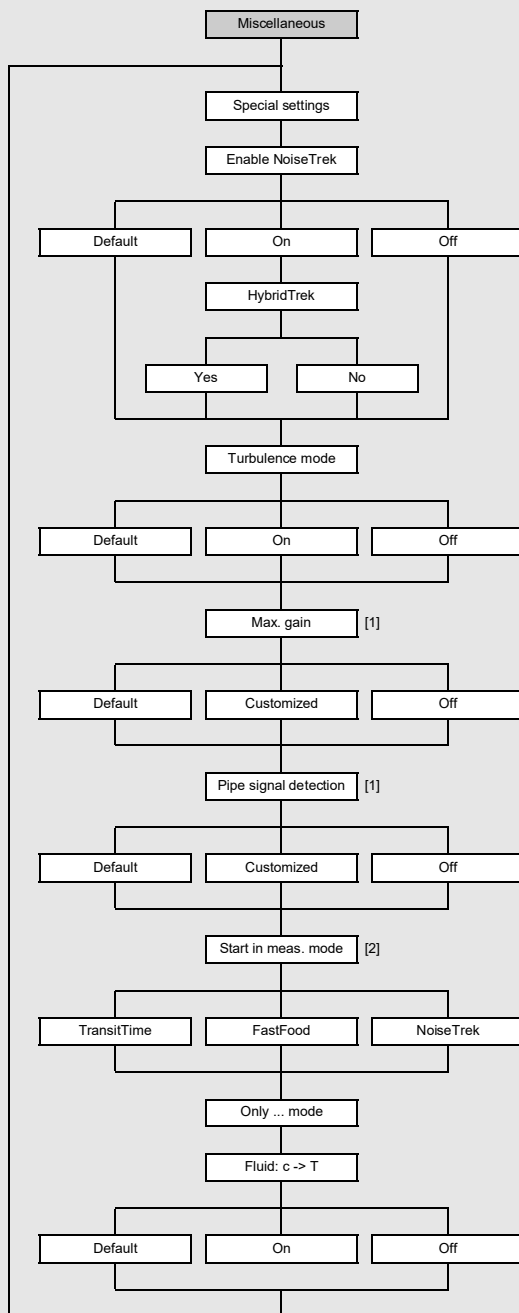 Miscellaneous
Special settings
Enable NoiseTrek
Default On Off
HybridTrek
Yes No
Turbulence mode
Default On Off
Max. gain [1]
Default Customized Off
Pipe signal detection [1]
Default Customized Off
Start in meas. mode [2]
TransitTime FastFood NoiseTrek
Only ... mode
Fluid: c -> T
Default On Off